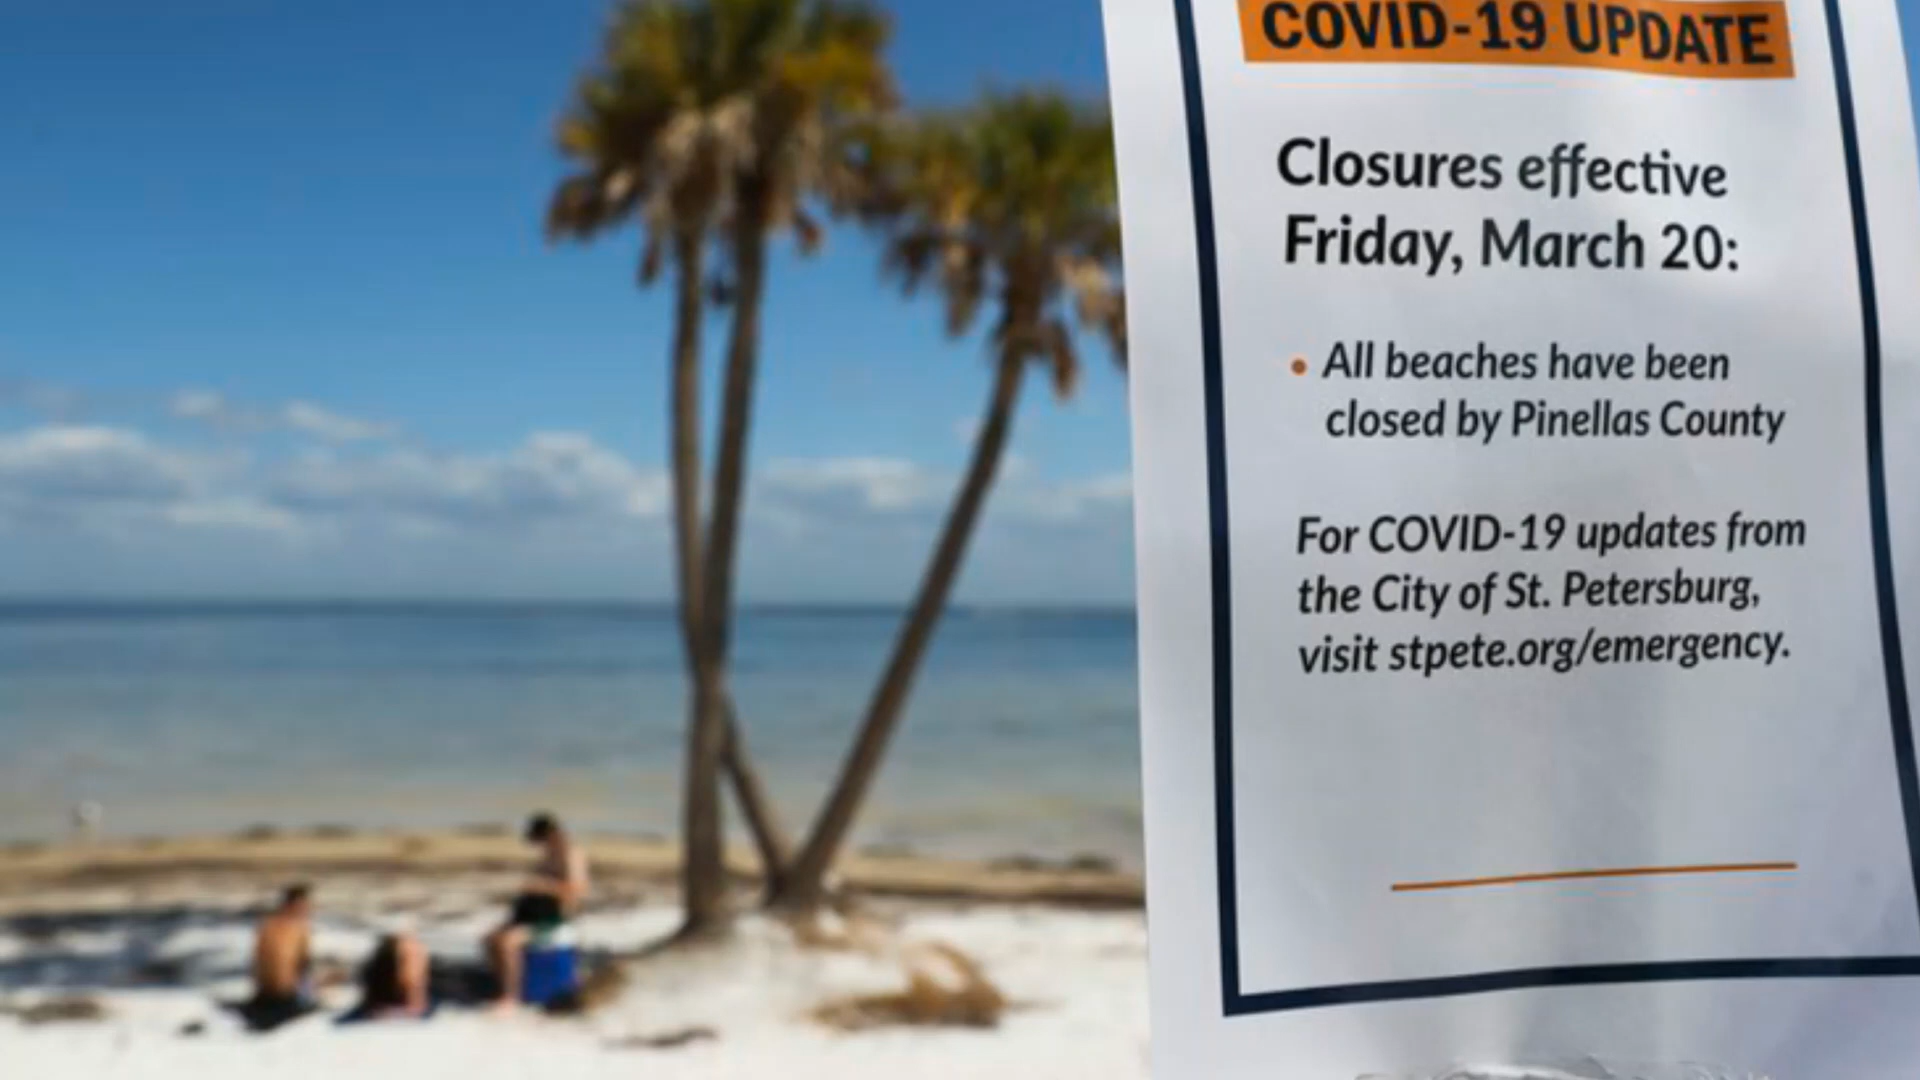 COVID-19 UPDATE
Closures effective
Friday, March 20:
• All beaches have been
closed by Pinellas County
For COVID-19 updates from
the City of St. Petersburg,
visit stpete.org/emergency.